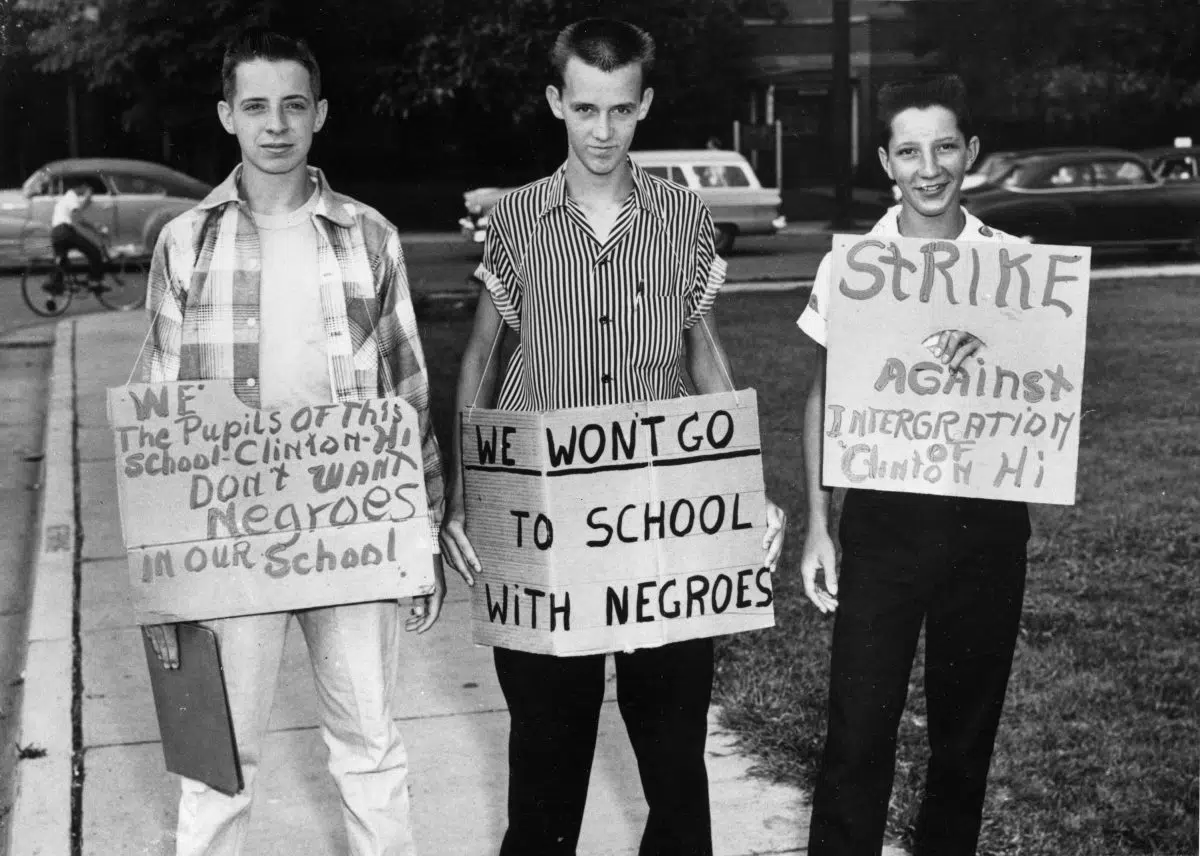 WE
The Pupils OF This
School-Clinton-Hi
DON't WANT
Negroes
in OUR School!
WE WON'T GO
TO SCHOOL
WiTH NEGROES
StRIKE
AGAinst
INTERGRATION
OF
Clinton Hi